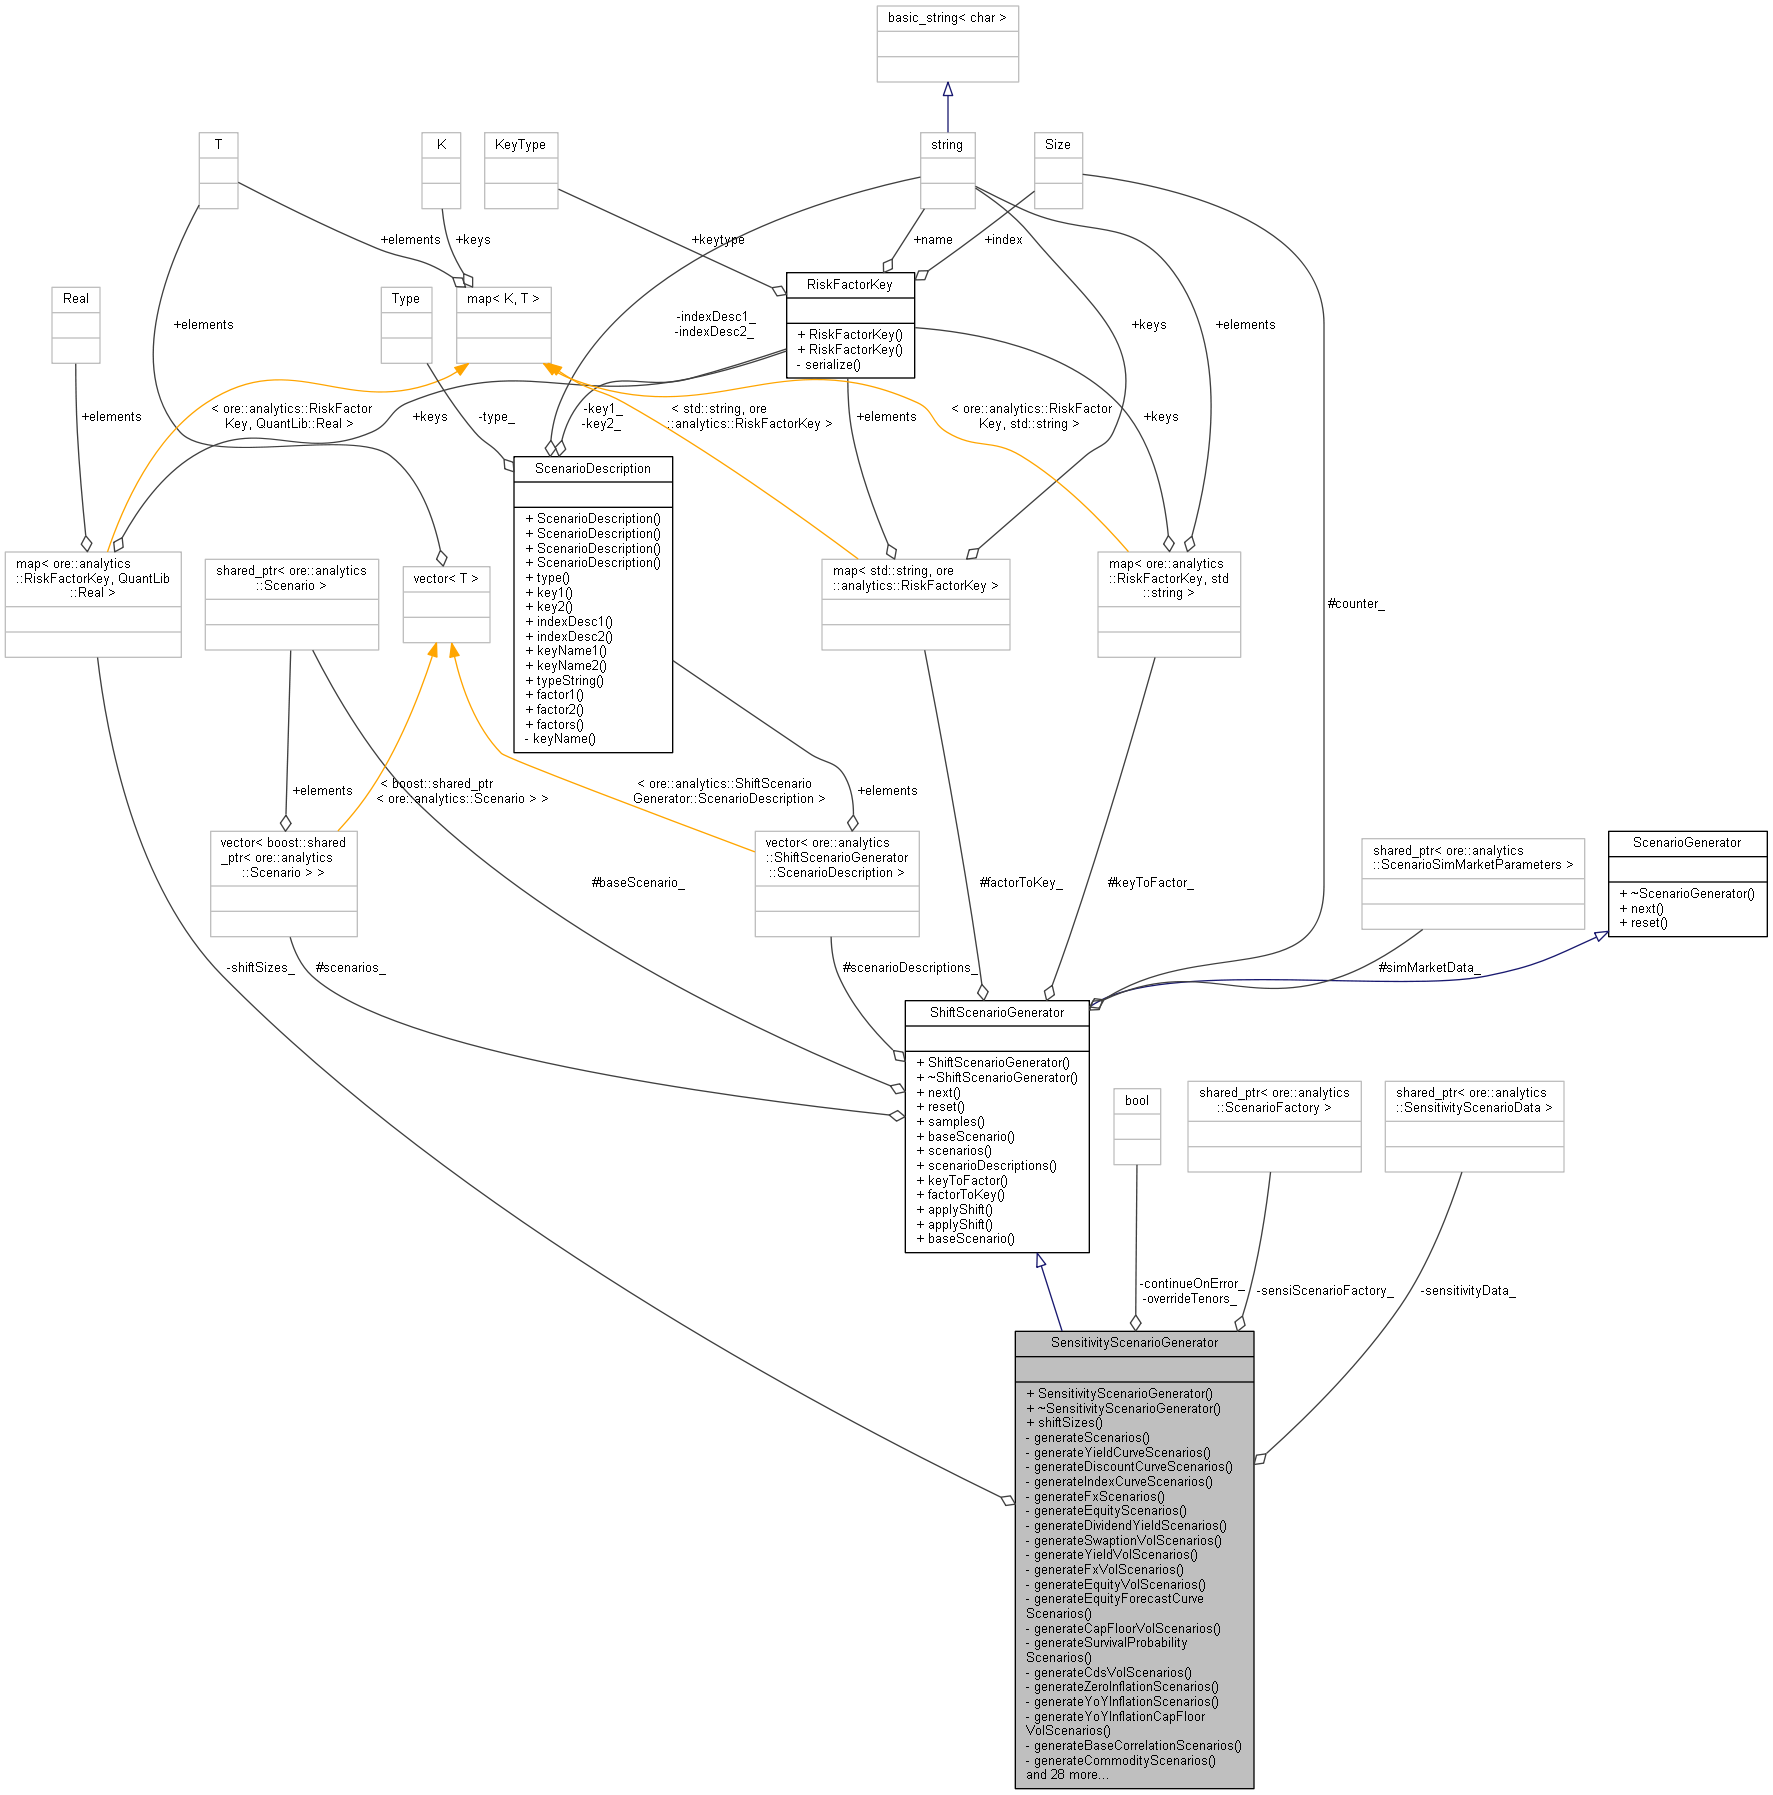 basic_string< char >
T
K
KeyType
string
Size
+elements
+keys
+keytype
+name
+index
Real
Type
map< K, T >
RiskFactorKey
+ RiskFactorKey()
+ RiskFactorKey()
- serialize()
+elements
-indexDesc1_
-indexDesc2_
+keys
+elements
+elements
< ore::analytics::RiskFactor
Key, QuantLib::Real >
+keys
-type_
-key1_
-key2_
< std::string, ore
::analytics::RiskFactorKey >
+elements
< ore::analytics::RiskFactor
Key, std::string >
+keys
ScenarioDescription
+ ScenarioDescription()
+ ScenarioDescription()
+ ScenarioDescription()
+ ScenarioDescription()
+ type()
+ key1()
+ key2()
+ indexDesc1()
+ indexDesc2()
+ keyName1()
+ keyName2()
+ typeString()
+ factor1()
+ factor2()
+ factors()
- keyName()
map< ore::analytics
::RiskFactorKey, QuantLib
::Real >
shared_ptr< ore::analytics
::Scenario >
vector< T >
map< std::string, ore
::analytics::RiskFactorKey >
map< ore::analytics
::RiskFactorKey, std
::string >
#counter_
+elements
< boost::shared_ptr
< ore::analytics::Scenario > >
< ore::analytics::ShiftScenario
Generator::ScenarioDescription >
+elements
vector< boost::shared
_ptr< ore::analytics
::Scenario > >
#baseScenario_
vector< ore::analytics
::ShiftScenarioGenerator
::ScenarioDescription >
#factorToKey_
#keyToFactor_
shared_ptr< ore::analytics
::ScenarioSimMarketParameters >
ScenarioGenerator
+ ~ScenarioGenerator()
+ next()
+ reset()
-shiftSizes_
#scenarios_
#scenarioDescriptions_
#simMarketData_
ShiftScenarioGenerator
+ ShiftScenarioGenerator()
+ ~ShiftScenarioGenerator()
+ next()
+ reset()
+ samples()
+ baseScenario()
+ scenarios()
+ scenarioDescriptions()
+ keyToFactor()
+ factorToKey()
+ applyShift()
+ applyShift()
+ baseScenario()
bool
shared_ptr< ore::analytics
::ScenarioFactory >
shared_ptr< ore::analytics
::SensitivityScenarioData >
-continueOnError_
-overrideTenors_
-sensiScenarioFactory_
-sensitivityData_
SensitivityScenarioGenerator
+ SensitivityScenarioGenerator()
+ ~SensitivityScenarioGenerator()
+ shiftSizes()
- generateScenarios()
- generateYieldCurveScenarios()
- generateDiscountCurveScenarios()
- generateIndexCurveScenarios()
- generateFxScenarios()
- generateEquityScenarios()
- generateDividendYieldScenarios()
- generateSwaptionVolScenarios()
- generateYieldVolScenarios()
- generateFxVolScenarios()
- generateEquityVolScenarios()
- generateEquityForecastCurve
Scenarios()
- generateCapFloorVolScenarios()
- generateSurvivalProbability
Scenarios()
- generateCdsVolScenarios()
- generateZeroInflationScenarios()
- generateYoYInflationScenarios()
- generateYoYInflationCapFloor
VolScenarios()
- generateBaseCorrelationScenarios()
- generateCommodityScenarios()
and 28 more...